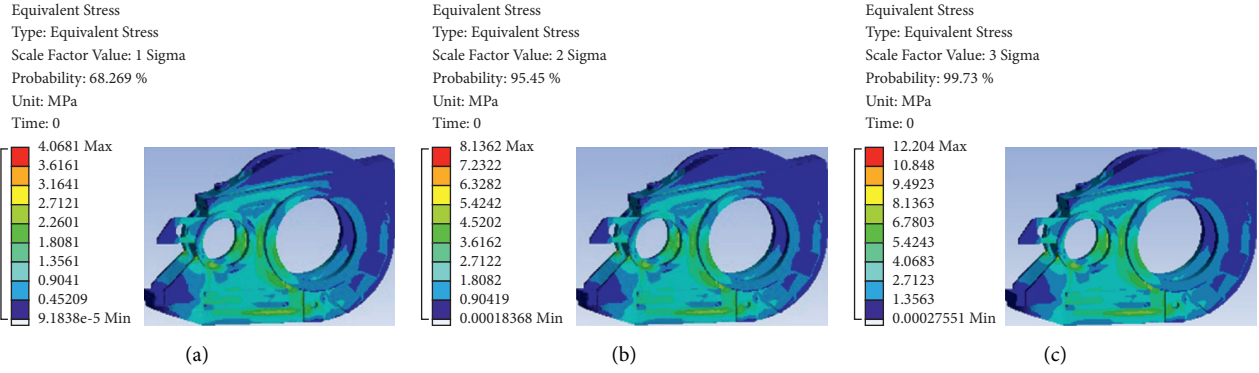 Equivalent Stress
Type: Equivalent Stress
Scale Factor Value: 1 Sigma
Probability: 68.269 %
Unit: MPa
Time: 0
4.0681 Max
3.6161
3.1641
2.7121
2.2601
1.8081
1.3561
0.9041
0.45209
9.1838e-5 Min
(a)
Equivalent Stress
Type: Equivalent Stress
Scale Factor Value: 2 Sigma
Probability: 95.45 %
Unit: MPa
Time: 0
8.1362 Max
7.2322
6.3282
5.4242
4.5202
3.6162
2.7122
1.8082
0.90419
0.00018368 Min
(b)
Equivalent Stress
Type: Equivalent Stress
Scale Factor Value: 3 Sigma
Probability: 99.73 %
Unit: MPa
Time: 0
12.204 Max
10.848
9.4923
8.1363
6.7803
5.4243
4.0683
2.7123
1.3563
0.00027551 Min
(c)